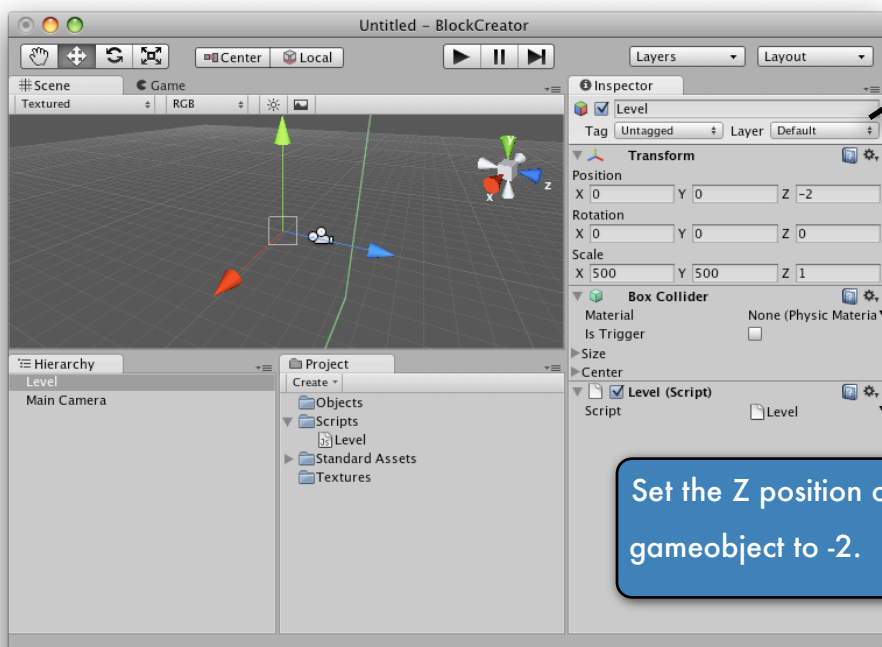 Untitled – BlockCreator
Center Local Layers Layout
Scene Game
Textured RGB
y
x z
Hierarchy
Level
Main Camera
Project
Create
Objects
Scripts
Level
Standard Assets
Textures
Inspector
Level
Tag Untagged Layer Default
Transform
Position
X 0 Y 0 Z -2
Rotation
X 0 Y 0 Z 0
Scale
X 500 Y 500 Z 1
Box Collider
Material None (Physic Materia
Is Trigger
Size
Center
Level (Script)
Script Level
Set the Z position
gameobject to -2.